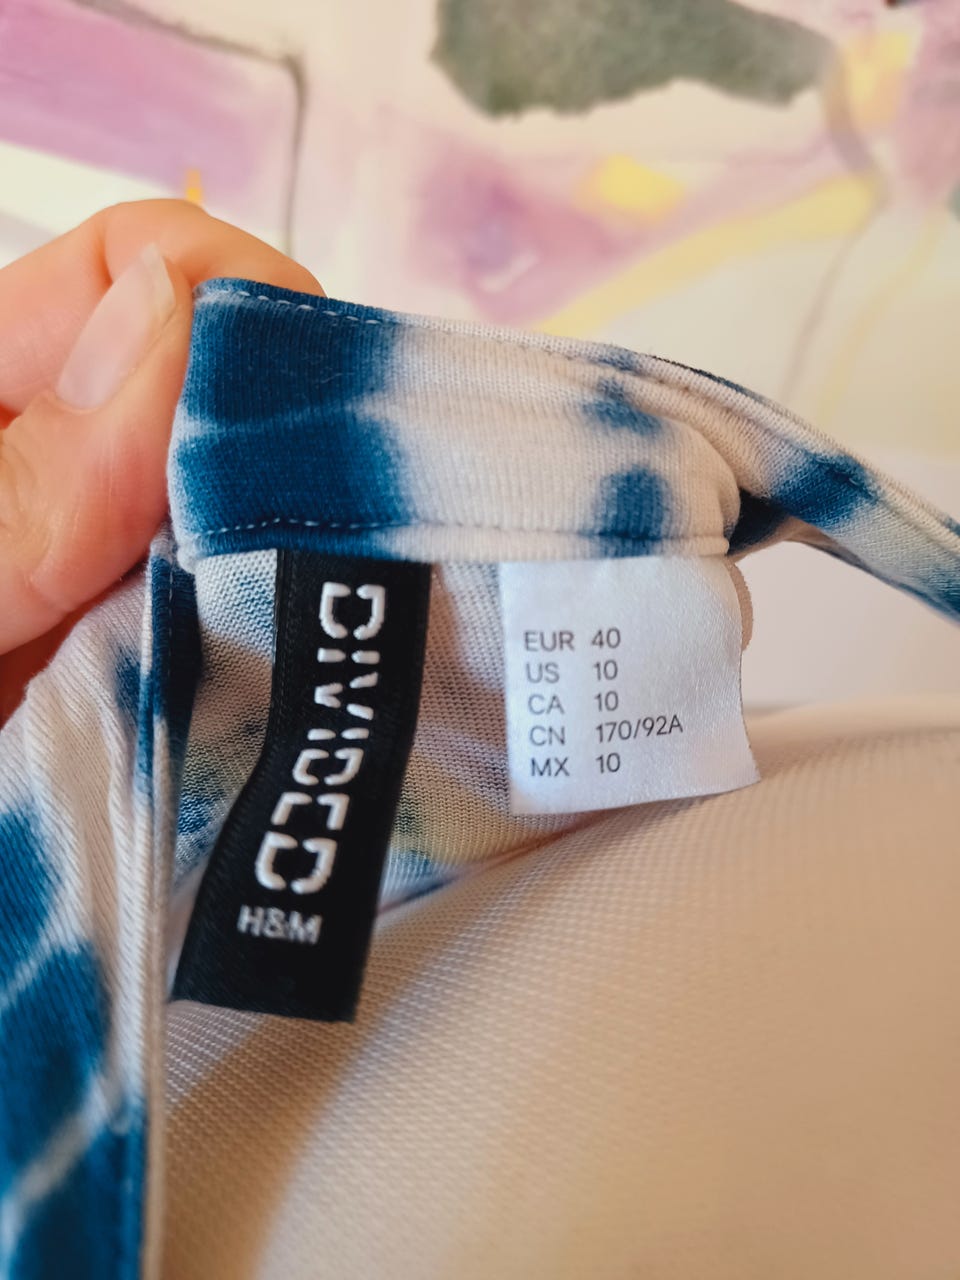 DIVIDED
H&M
EUR 40
US 10
CA 10
CN 170/92A
MX 10